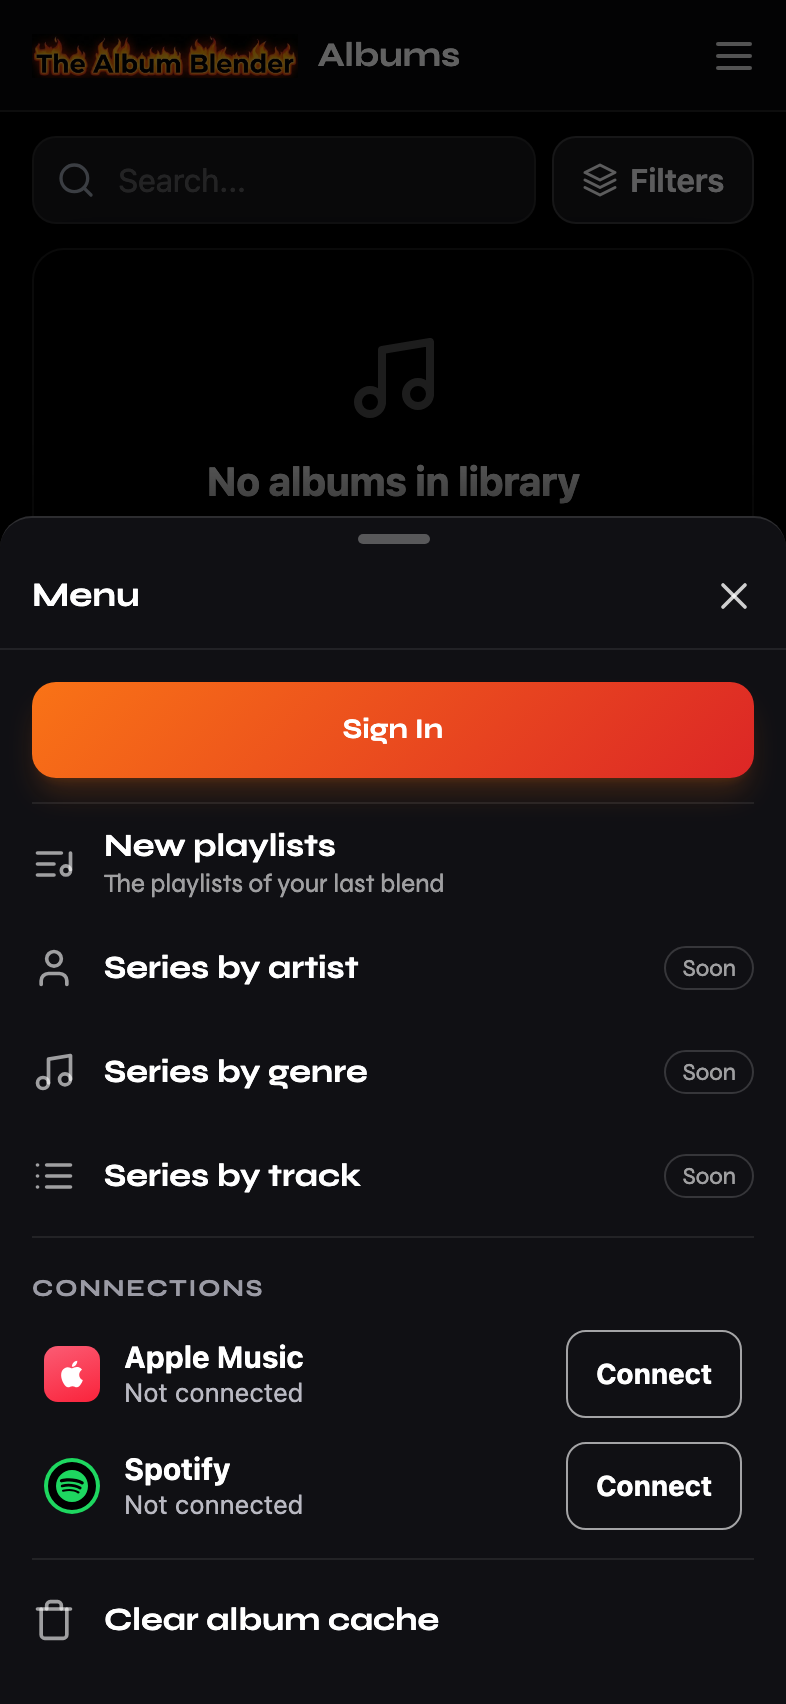 The Album Blender
Albums
Search...
Filters
No albums in library
Menu
Sign In
New playlists
The playlists of your last blend
Series by artist
Soon
Series by genre
Soon
Series by track
Soon
CONNECTIONS
Apple Music
Not connected
Connect
Spotify
Not connected
Connect
Clear album cache